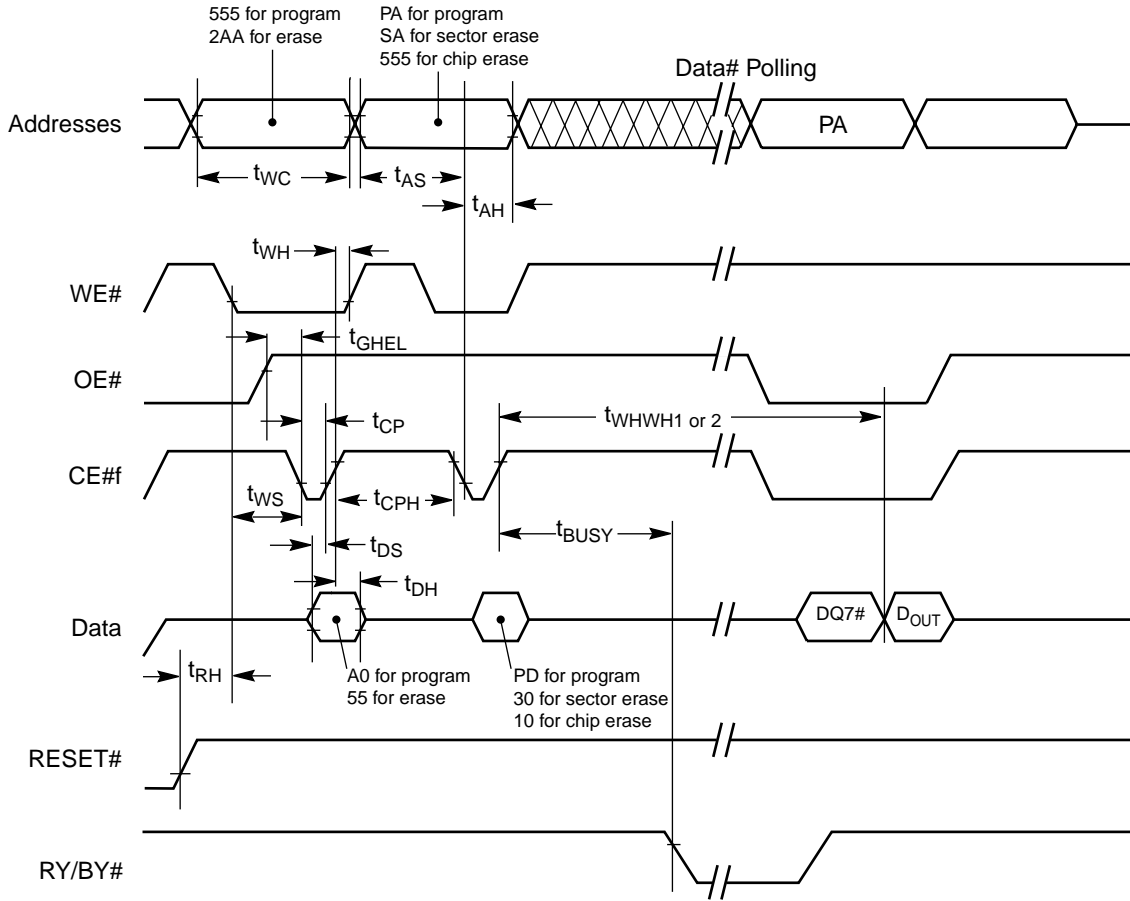 555 for program
2AA for erase
PA for program
SA for sector erase
555 for chip erase
Data# Polling
Addresses
PA
tWC
tAS
tAH
tWH
WE#
tGHEL
OE#
tCP
tWHWH1 or 2
CE#f
tWS
tCPH
tBUSY
tDS
tDH
Data
DQ7#
DOUT
tRH
A0 for program
55 for erase
PD for program
30 for sector erase
10 for chip erase
RESET#
RY/BY#